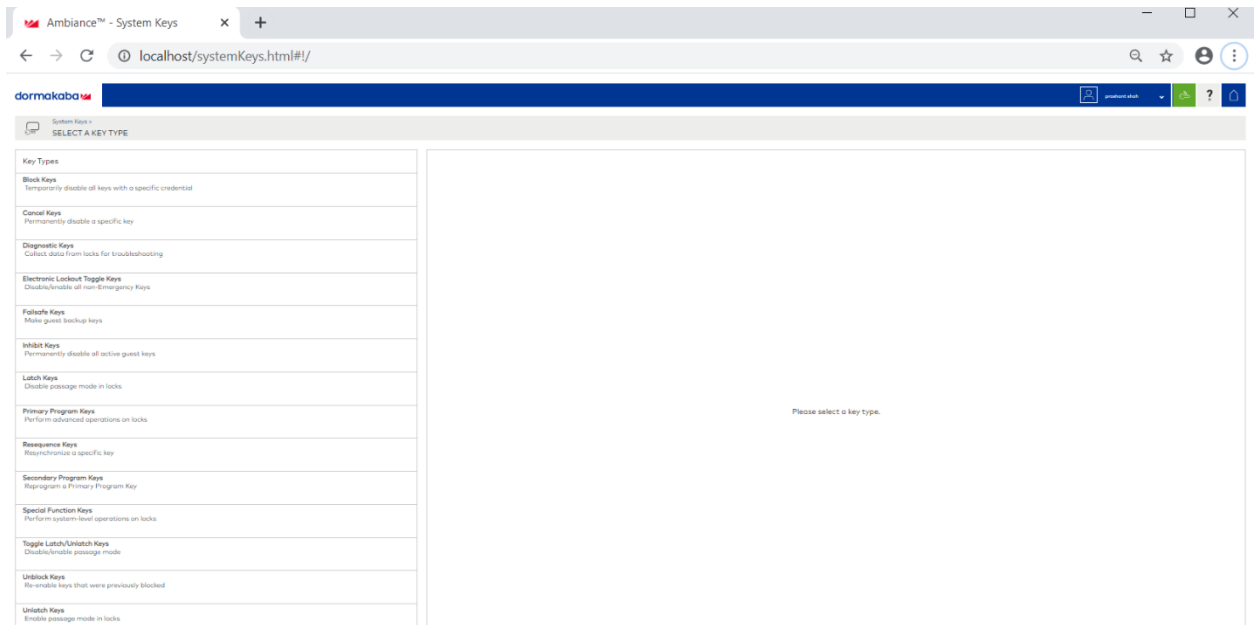 Ambiance™ - System Keys
localhost/systemKeys.html#!/
dormakaba
prashant shah
?
System Keys >
SELECT A KEY TYPE
Key Types
Block Keys
Temporarily disable all keys with a specific credential
Cancel Keys
Permanently disable a specific key
Diagnostic Keys
Collect data from locks for troubleshooting
Electronic Lockout Toggle Keys
Disable/enable all non-Emergency Keys
Failsafe Keys
Make guest backup keys
Inhibit Keys
Permanently disable all active guest keys
Latch Keys
Disable passage mode in locks
Primary Program Keys
Perform advanced operations on locks
Resequence Keys
Resynchronize a specific key
Secondary Program Keys
Reprogram a Primary Program Key
Special Function Keys
Perform system-level operations on locks
Toggle Latch/Unlatch Keys
Disable/enable passage mode
Unblock Keys
Re-enable keys that were previously blocked
Unlatch Keys
Enable passage mode in locks
Please select a key type.